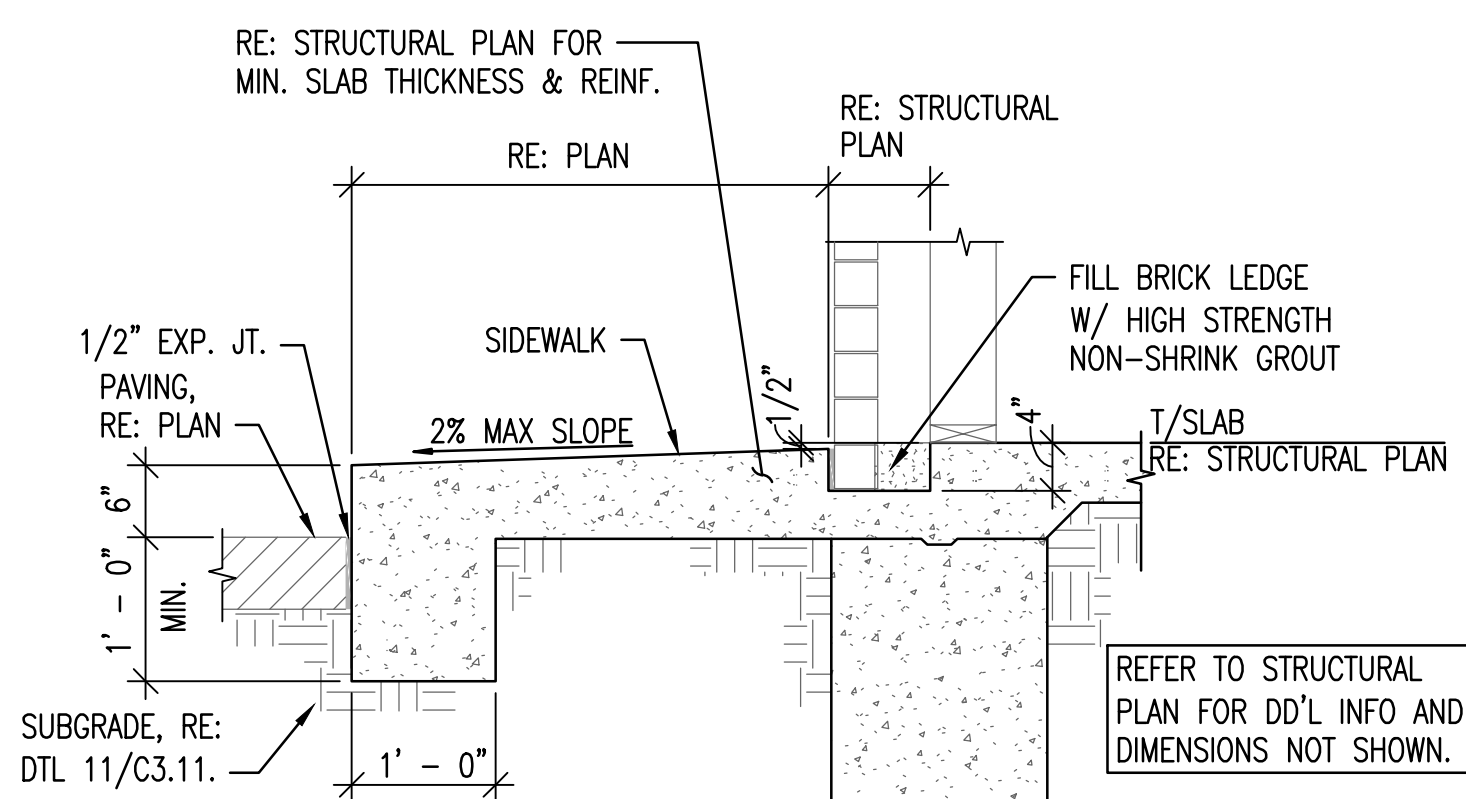 RE: STRUCTURAL PLAN FOR
MIN. SLAB THICKNESS & REINF.
RE: STRUCTURAL
PLAN
RE: PLAN
FILL BRICK LEDGE
W/ HIGH STRENGTH
NON-SHRINK GROUT
1/2" EXP. JT.
PAVING,
RE: PLAN
SIDEWALK
2% MAX SLOPE
1/2"
4"
T/SLAB
RE: STRUCTURAL PLAN
6"
1' - 0"
MIN.
SUBGRADE, RE:
DTL 11/C3.11.
1' - 0"
REFER TO STRUCTURAL
PLAN FOR DD'L INFO AND
DIMENSIONS NOT SHOWN.